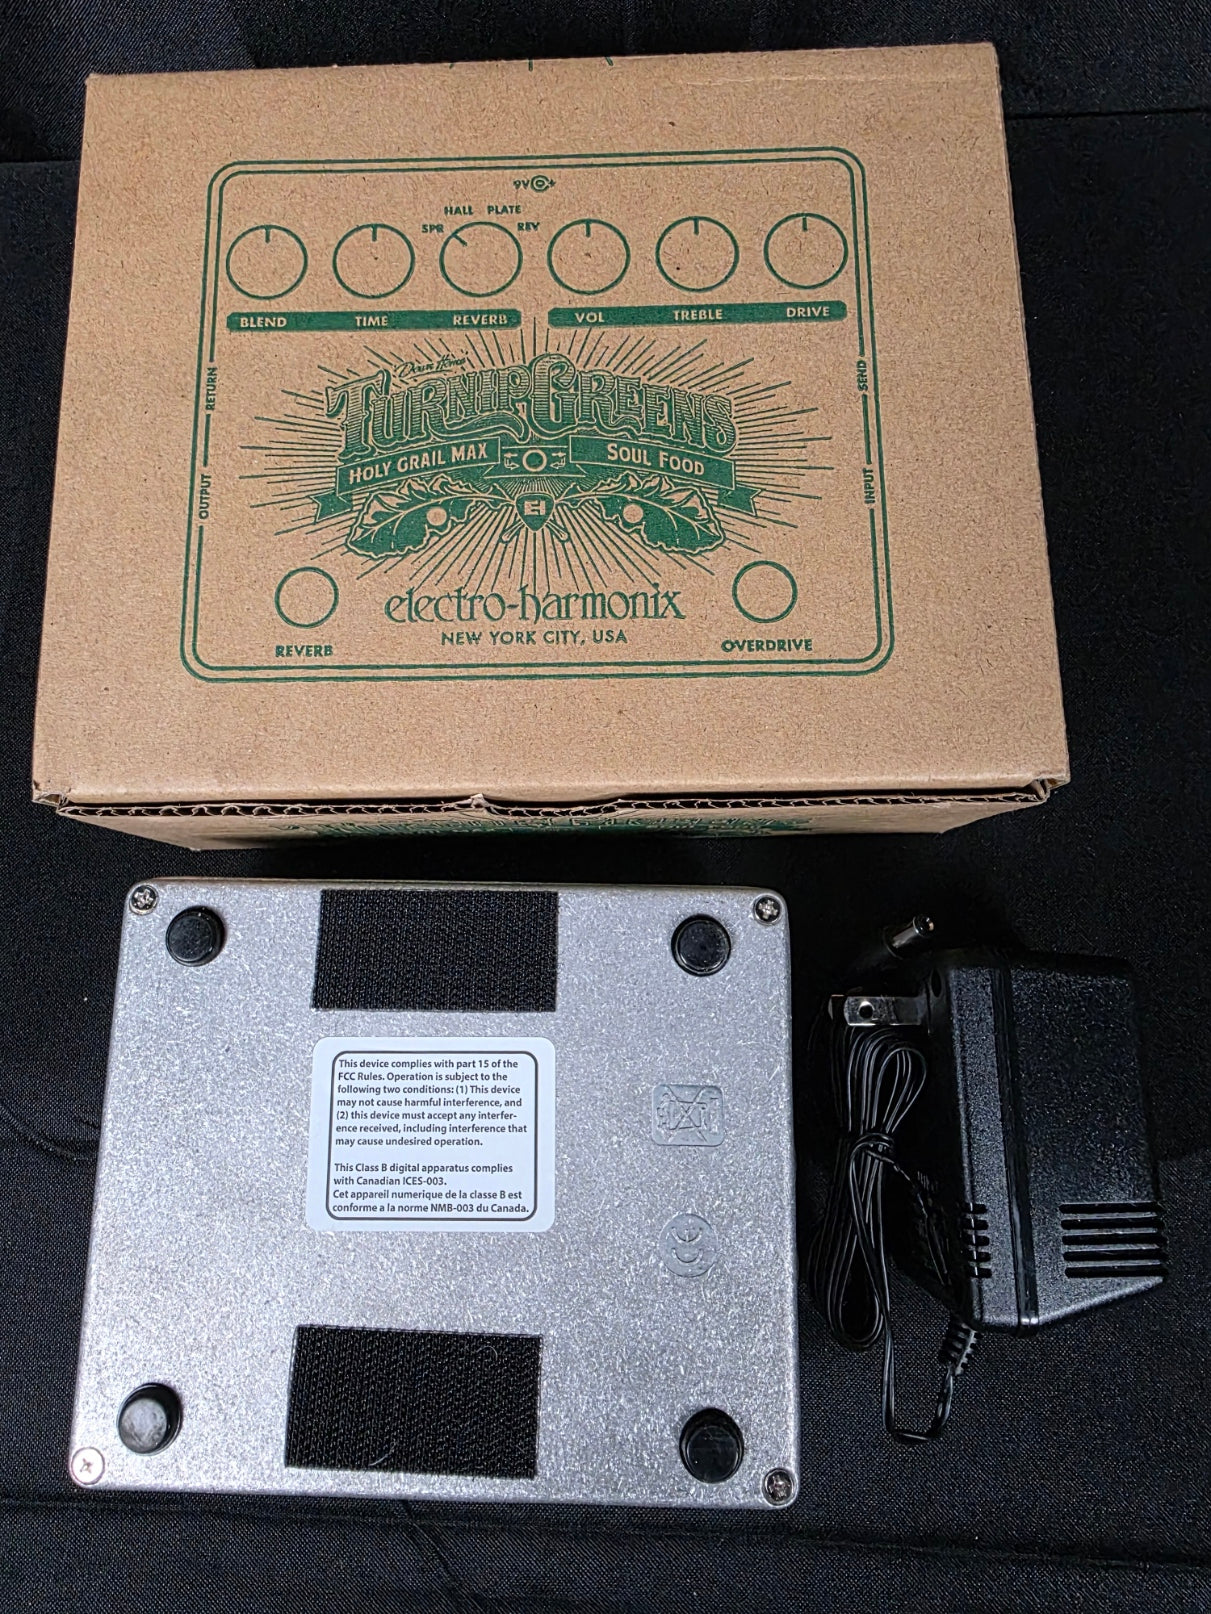 9V
HALL PLATE
SPR REV
BLEND TIME REVERB VOL TREBLE DRIVE
"Down Home"
TURNIP GREENS
HOLY GRAIL MAX SOUL FOOD
RETURN
OUTPUT
SEND
INPUT
EH
electro-harmonix
NEW YORK CITY, USA
REVERB
OVERDRIVE
This device complies with part 15 of the
FCC Rules. Operation is subject to the
following two conditions: (1) This device
may not cause harmful interference, and
(2) this device must accept any interfer-
ence received, including interference that
may cause undesired operation.
This Class B digital apparatus complies
with Canadian ICES-003.
Cet appareil numerique de la classe B est
conforme a la norme NMB-003 du Canada.
CE